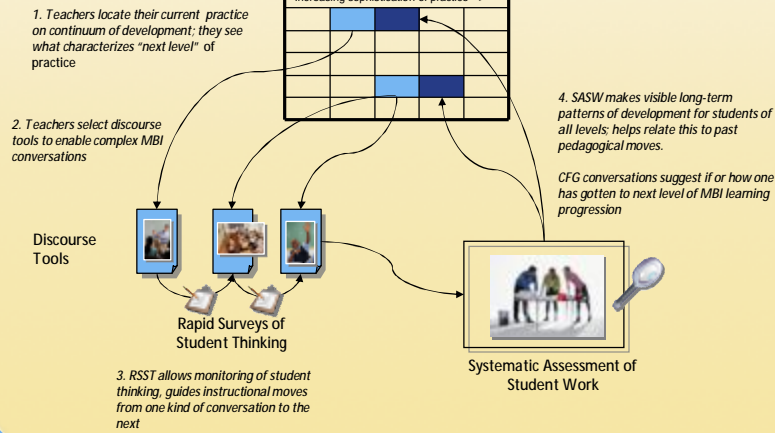 Increasing sophistication of practice
1. Teachers locate their current practice
on continuum of development; they see
what characterizes "next level" of
practice
2. Teachers select discourse
tools to enable complex MBI
conversations
4. SASW makes visible long-term
patterns of development for students of
all levels; helps relate this to past
pedagogical moves.
CFG conversations suggest if or how one
has gotten to next level of MBI learning
progression
Discourse
Tools
Rapid Surveys of
Student Thinking
Systematic Assessment of
Student Work
3. RSST allows monitoring of student
thinking, guides instructional moves
from one kind of conversation to the
next